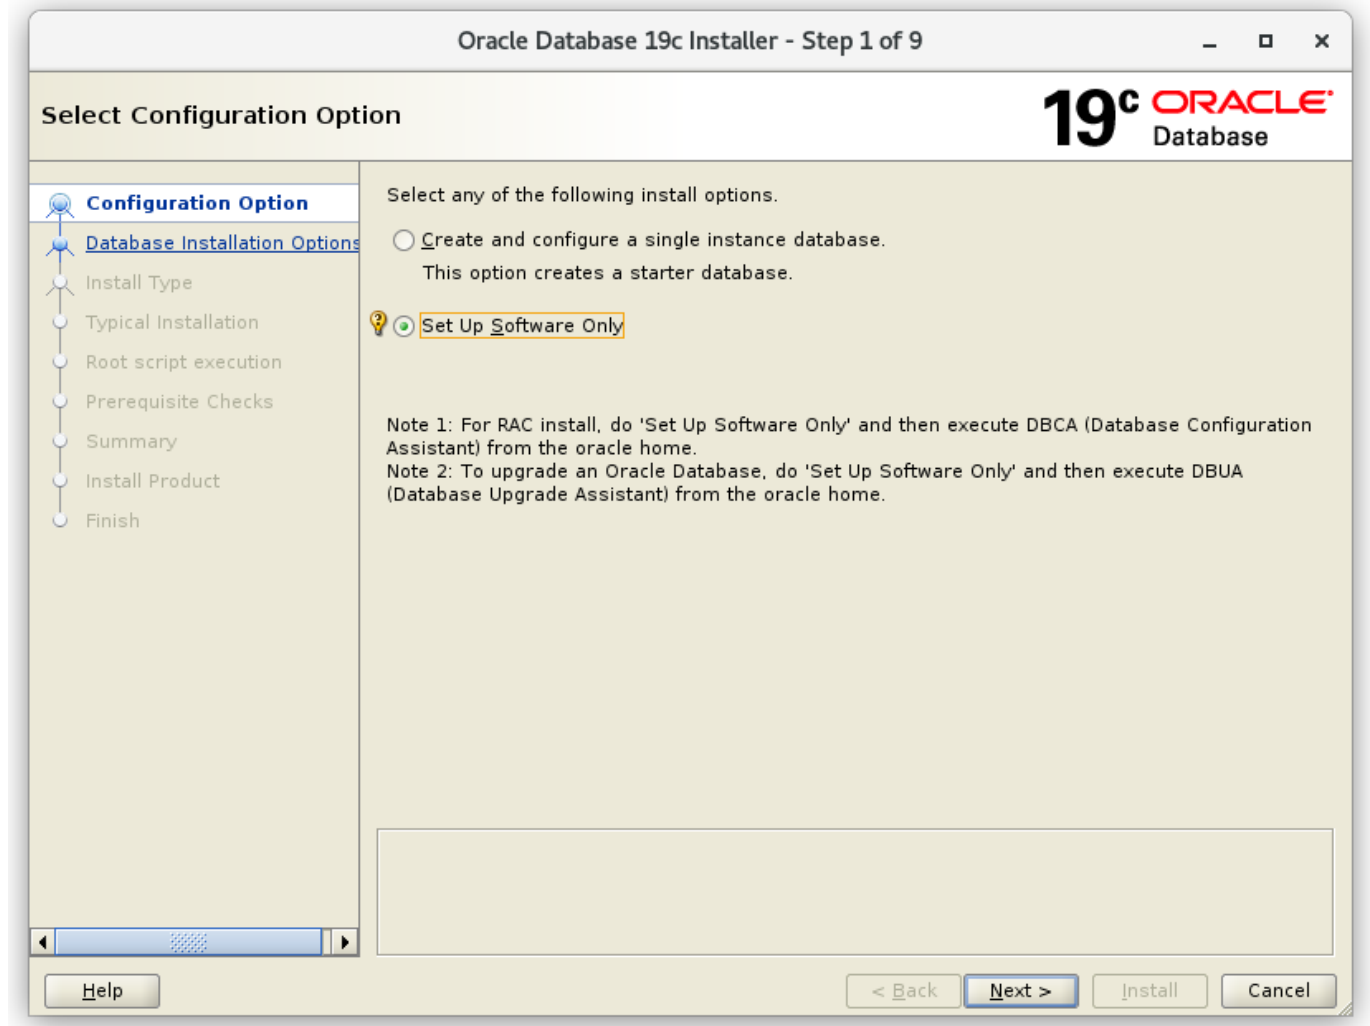 Oracle Database 19c Installer - Step 1 of 9
Select Configuration Option
19c ORACLE
Database
Configuration Option
Database Installation Options
Install Type
Typical Installation
Root script execution
Prerequisite Checks
Summary
Install Product
Finish
Select any of the following install options.
Create and configure a single instance database.
This option creates a starter database.
Set Up Software Only
Note 1: For RAC install, do 'Set Up Software Only' and then execute DBCA (Database Configuration
Assistant) from the oracle home.
Note 2: To upgrade an Oracle Database, do 'Set Up Software Only' and then execute DBUA
(Database Upgrade Assistant) from the oracle home.
Help
< Back
Next >
Install
Cancel